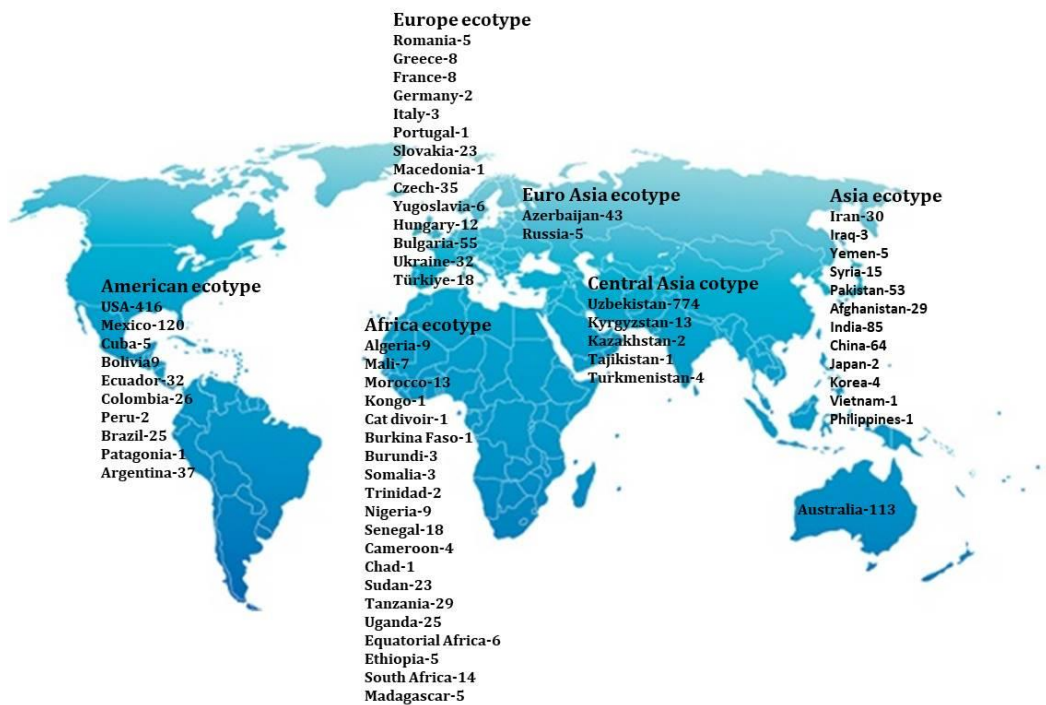 Europe ecotype
Romania-5
Greece-8
France-8
Germany-2
Italy-3
Portugal-1
Slovakia-23
Macedonia-1
Czech-35
Yugoslavia-6
Hungary-12
Bulgaria-55
Ukraine-32
Türkiye-18
Euro Asia ecotype
Azerbaijan-43
Russia-5
Asia ecotype
Iran-30
Iraq-3
Yemen-5
Syria-15
Pakistan-53
Afghanistan-29
India-85
China-64
Japan-2
Korea-4
Vietnam-1
Philippines-1
American ecotype
USA-416
Mexico-120
Cuba-5
Bolivia9
Ecuador-32
Colombia-26
Peru-2
Brazil-25
Patagonia-1
Argentina-37
Central Asia cotype
Uzbekistan-774
Kyrgyzstan-13
Kazakhstan-2
Tajikistan-1
Turkmenistan-4
Africa ecotype
Algeria-9
Mali-7
Morocco-13
Kongo-1
Cat divoir-1
Burkina Faso-1
Burundi-3
Somalia-3
Trinidad-2
Nigeria-9
Senegal-18
Cameroon-4
Chad-1
Sudan-23
Tanzania-29
Uganda-25
Equatorial Africa-6
Ethiopia-5
South Africa-14
Madagascar-5
Australia-113